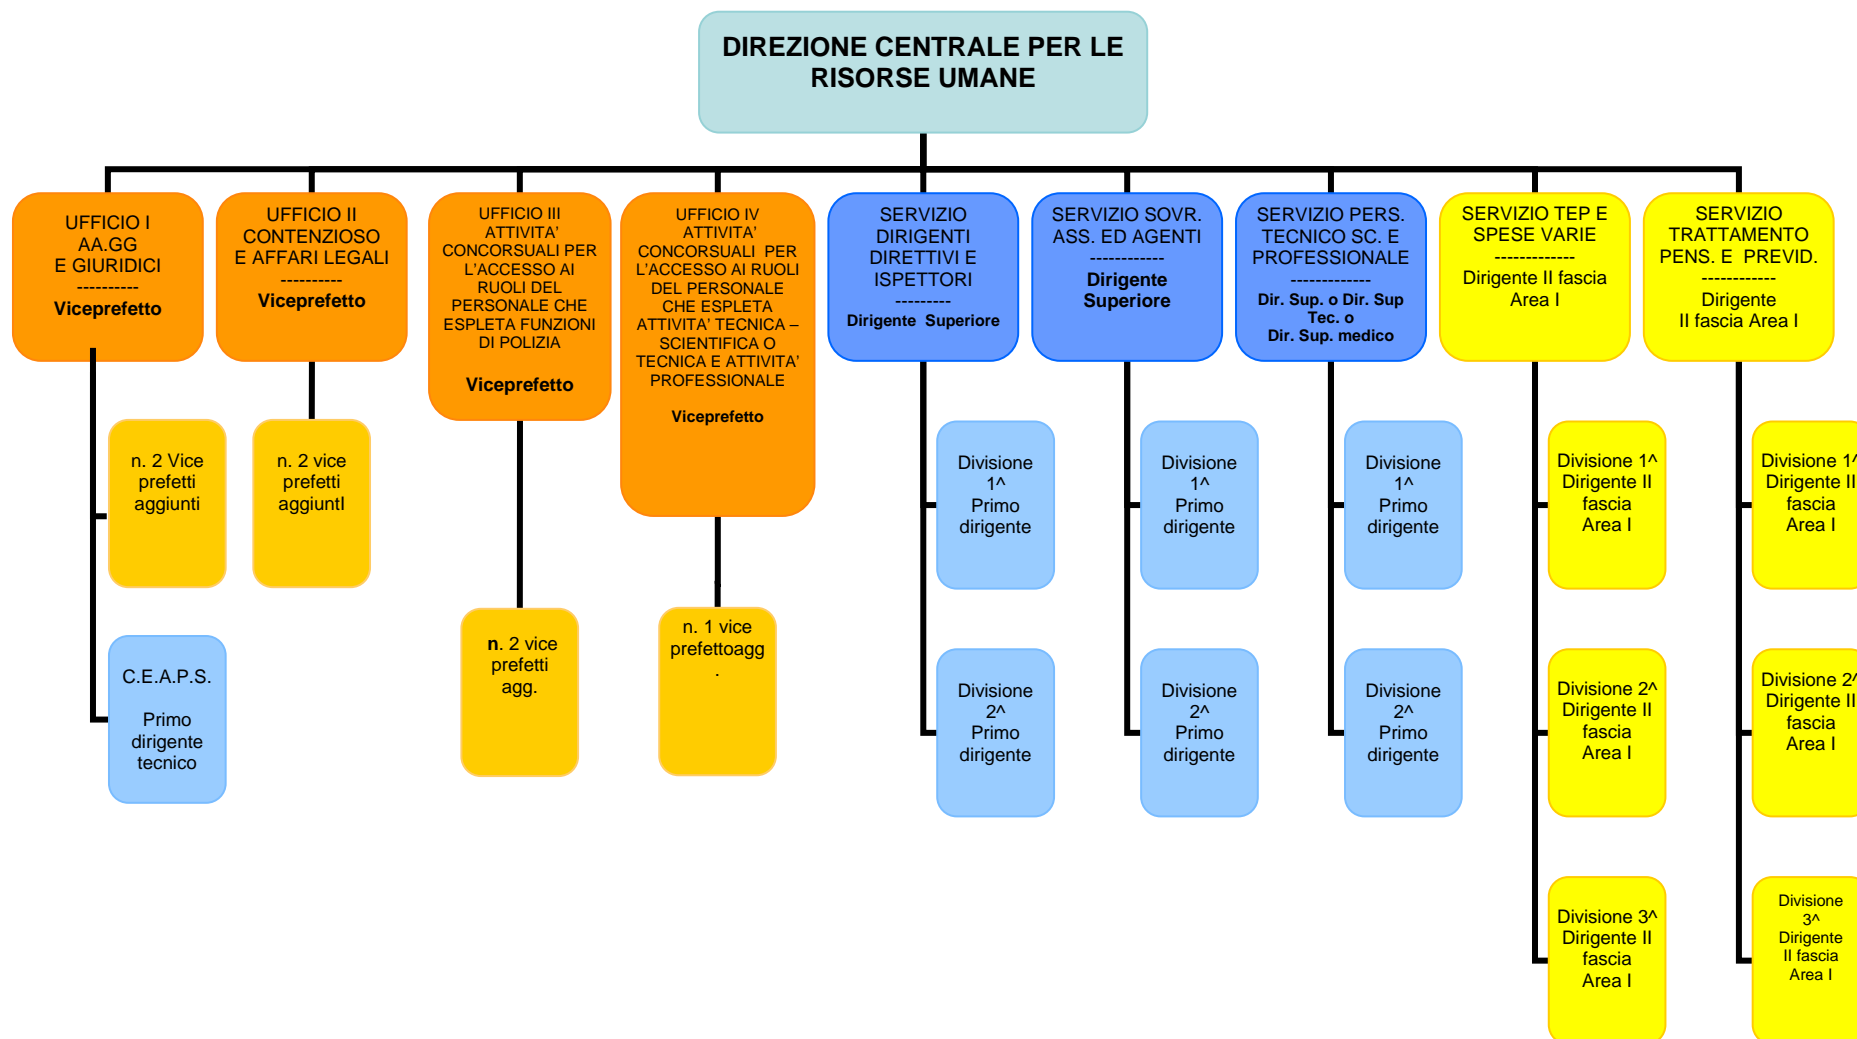 DIREZIONE CENTRALE PER LE
RISORSE UMANE
UFFICIO I
AA.GG
E GIURIDICI
----------
Viceprefetto
UFFICIO II
CONTENZIOSO
E AFFARI LEGALI
----------
Viceprefetto
UFFICIO III
ATTIVITA’
CONCORSUALI PER
L’ACCESSO AI
RUOLI DEL
PERSONALE CHE
ESPLETA FUNZIONI
DI POLIZIA
Viceprefetto
UFFICIO IV
ATTIVITA’
CONCORSUALI PER
L’ACCESSO AI RUOLI
DEL PERSONALE
CHE ESPLETA
ATTIVITA’ TECNICA –
SCIENTIFICA O
TECNICA E ATTIVITA’
PROFESSIONALE
Viceprefetto
SERVIZIO
DIRIGENTI
DIRETTIVI E
ISPETTORI
---------
Dirigente Superiore
SERVIZIO SOVR.
ASS. ED AGENTI
------------
Dirigente
Superiore
SERVIZIO PERS.
TECNICO SC. E
PROFESSIONALE
-------------
Dir. Sup. o Dir. Sup
Tec. o
Dir. Sup. medico
SERVIZIO TEP E
SPESE VARIE
-------------
Dirigente II fascia
Area I
SERVIZIO
TRATTAMENTO
PENS. E PREVID.
------------
Dirigente
II fascia Area I
n. 2 Vice
prefetti
aggiunti
C.E.A.P.S.
Primo
dirigente
tecnico
n. 2 vice
prefetti
aggiuntI
n. 2 vice
prefetti
agg.
n. 1 vice
prefettoagg
.
Divisione
1^
Primo
dirigente
Divisione
2^
Primo
dirigente
Divisione
1^
Primo
dirigente
Divisione
2^
Primo
dirigente
Divisione
1^
Primo
dirigente
Divisione
2^
Primo
dirigente
Divisione 1^
Dirigente II
fascia
Area I
Divisione 2^
Dirigente II
fascia
Area I
Divisione 3^
Dirigente II
fascia
Area I
Divisione 1^
Dirigente II
fascia
Area I
Divisione 2^
Dirigente II
fascia
Area I
Divisione
3^
Dirigente
II fascia
Area I